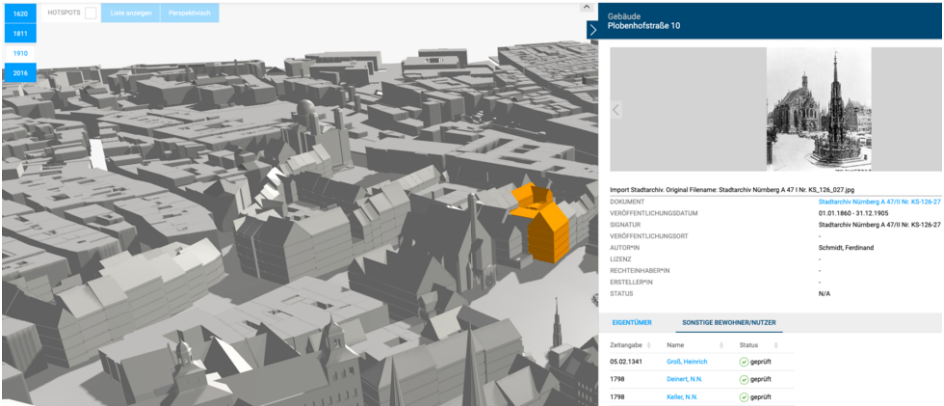 1620
HOTSPOTS
Liste anzeigen
Perspektivisch
1811
1910
2016
Gebäude
Plobenhofstraße 10
Import Stadtarchiv. Original Filename: Stadtarchiv Nürnberg A 47 I Nr. KS_126_027.jpg
DOKUMENT Stadtarchiv Nürnberg A 47/II Nr. KS-126-27
VERÖFFENTLICHUNGSDATUM 01.01.1860 - 31.12.1905
SIGNATUR Stadtarchiv Nürnberg A 47/II Nr. KS-126-27
VERÖFFENTLICHUNGSORT -
AUTOR*IN Schmidt, Ferdinand
LIZENZ -
RECHTEINHABER*IN -
ERSTELLER*IN -
STATUS N/A
EIGENTÜMER SONSTIGE BEWOHNER/NUTZER
Zeitangabe Name Status
05.02.1341 Groß, Heinrich geprüft
1798 Deinert, N.N. geprüft
1798 Keller, N.N. geprüft